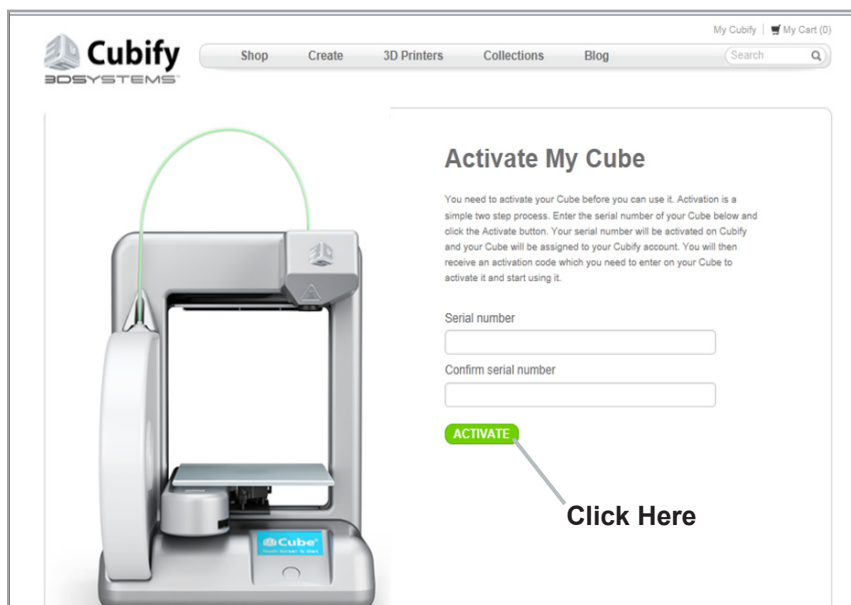 My Cubify
My Cart (0)
Cubify
3DSYSTEMS
Shop Create 3D Printers Collections Blog
Search
Activate My Cube
You need to activate your Cube before you can use it. Activation is a
simple two step process. Enter the serial number of your Cube below and
click the Activate button. Your serial number will be activated on Cubify
and your Cube will be assigned to your Cubify account. You will then
receive an activation code which you need to enter on your Cube to
activate it and start using it.
Serial number
Confirm serial number
ACTIVATE
Click Here
Cube
Touch Screen To Start